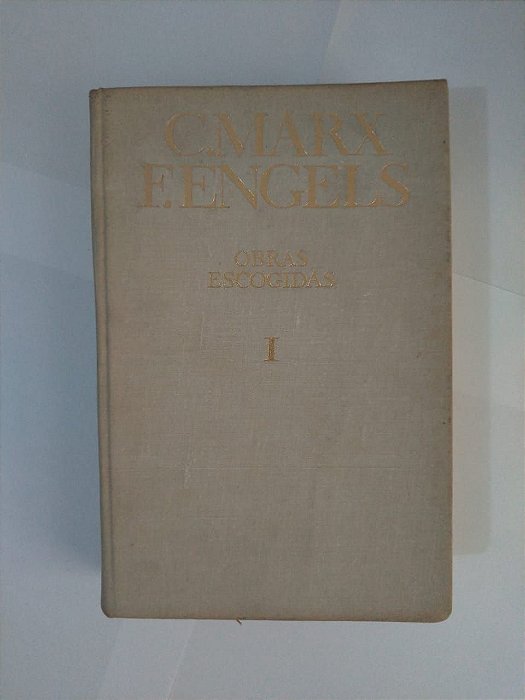 C.MARX
F.ENGELS
OBRAS
ESCOGIDAS
I